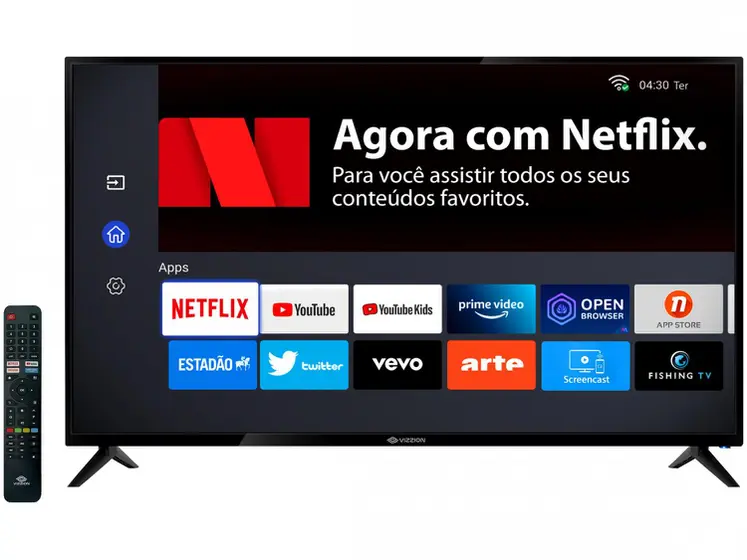 04:30 Ter
Agora com Netflix.
Para você assistir todos os seus
conteúdos favoritos.
Apps
NETFLIX
YouTube
YouTube Kids
prime video
OPEN
BROWSER
n
APP STORE
ESTADÃO
twitter
vevo
arte
Screencast
FISHING TV
VIZZION
VIZZION